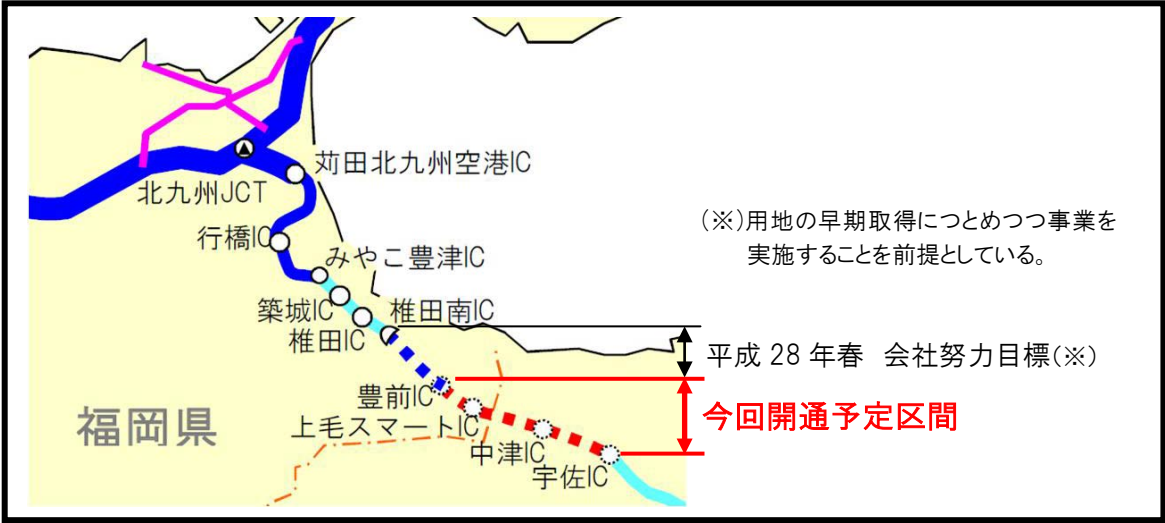 苅田北九州空港IC
北九州JCT
行橋IC
みやこ豊津IC
築城IC
椎田南IC
椎田IC
豊前IC
上毛スマートIC
中津IC
宇佐IC
福岡県
(※)用地の早期取得につとめつつ事業を
実施することを前提としている。
平成 28 年春 会社努力目標(※)
今回開通予定区間